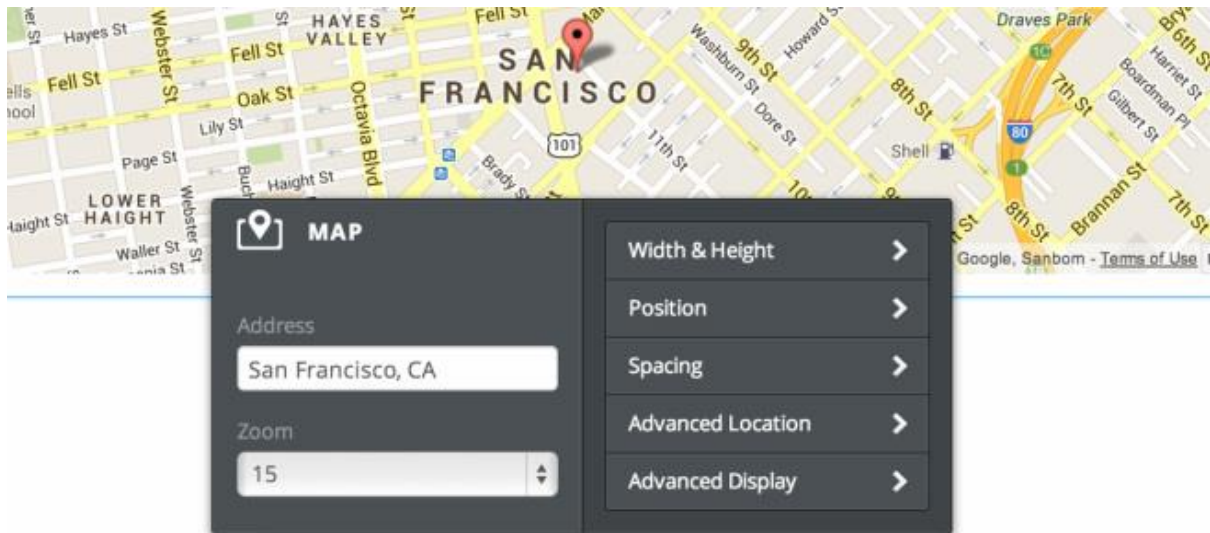 Hayes St
Webster St
HAYES
VALLEY
Fell St
Fell St
Fell St
Oak St
Octavia Blvd
Lily St
Page St
Haight St
LOWER
HAIGHT
Webster St
Waller St
SAN
FRANCISCO
101
Brady St
11th St
Washburn St
9th St
Howard St
Dore St
8th St
Shell
Draves Park
1C
80
1
7th St
Harriet St
Boardman Pl
Gilbert St
6th St
8th St
Brannan St
7th St
Google, Sanborn - Terms of Use
MAP
Address
San Francisco, CA
Zoom
15
Width & Height
Position
Spacing
Advanced Location
Advanced Display